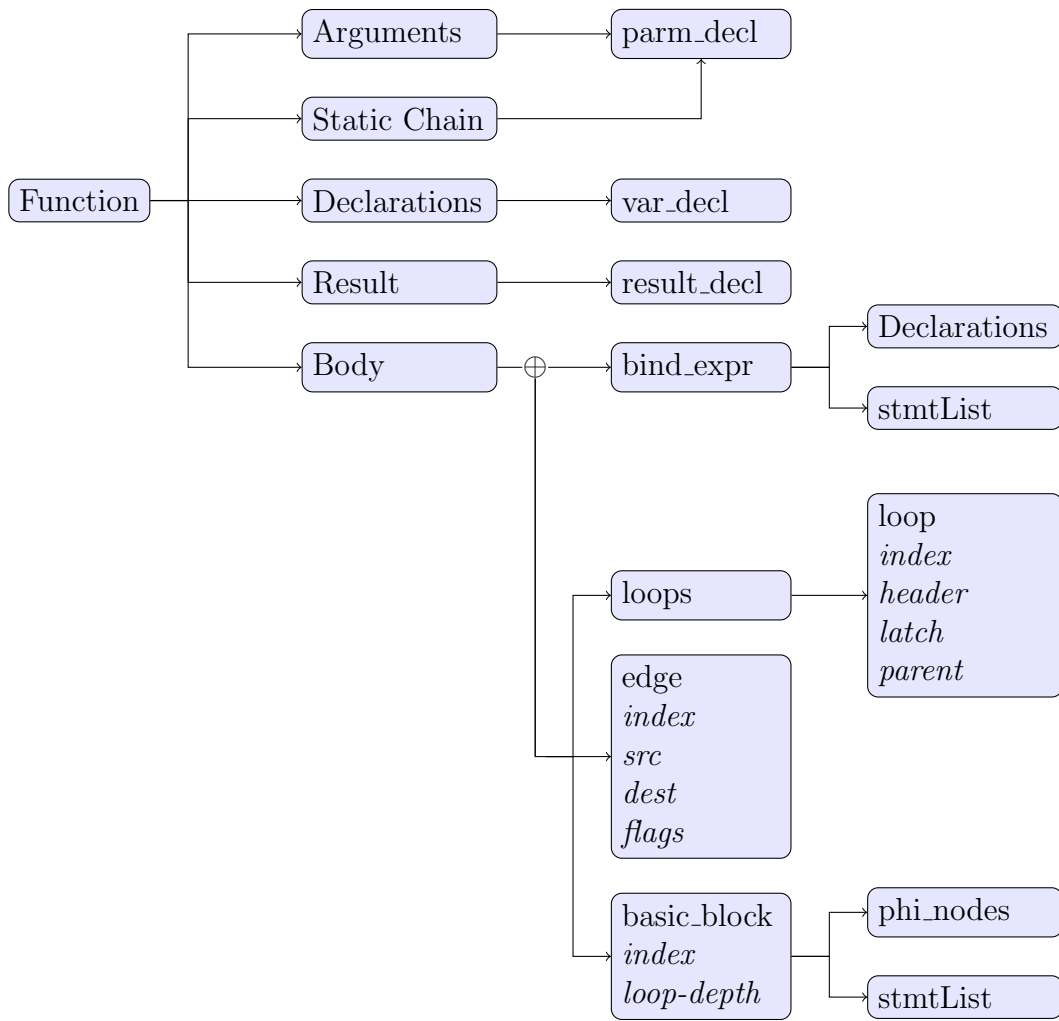 Function
Arguments
parm_decl
Static Chain
Declarations
var_decl
Result
result_decl
Body
⊕
bind_expr
Declarations
stmtList
loops
loop
index
header
latch
parent
edge
index
src
dest
flags
basic_block
index
loop-depth
phi_nodes
stmtList